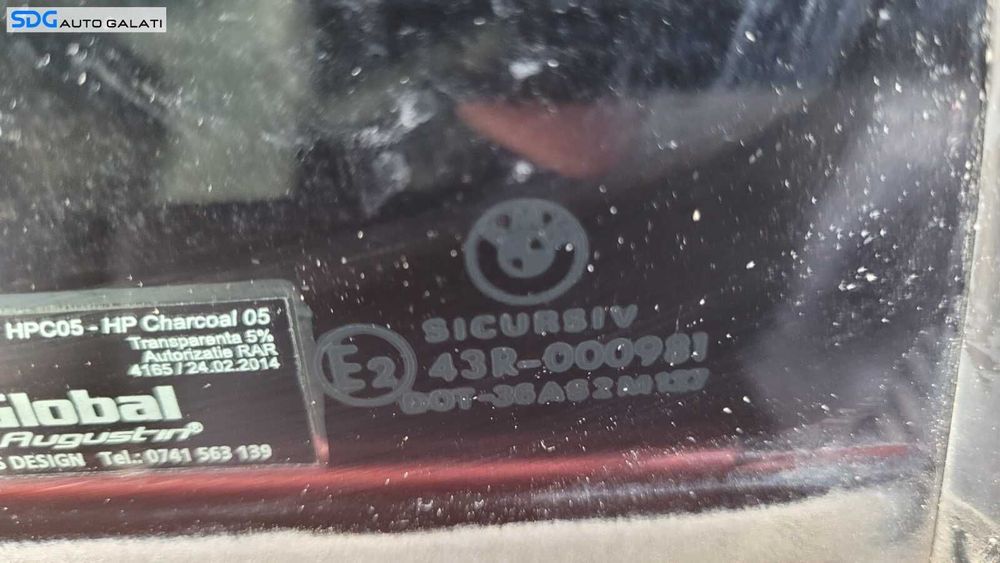 SDG AUTO GALATI
BMW
SICURSIV
E2
43R-000981
HPC05 - HP Charcoal 05
Transparenta 5%
Autorizatie RAR
4165 / 24.02.2014
Global
Augustin®
DESIGN Tel.: 0741 563 139